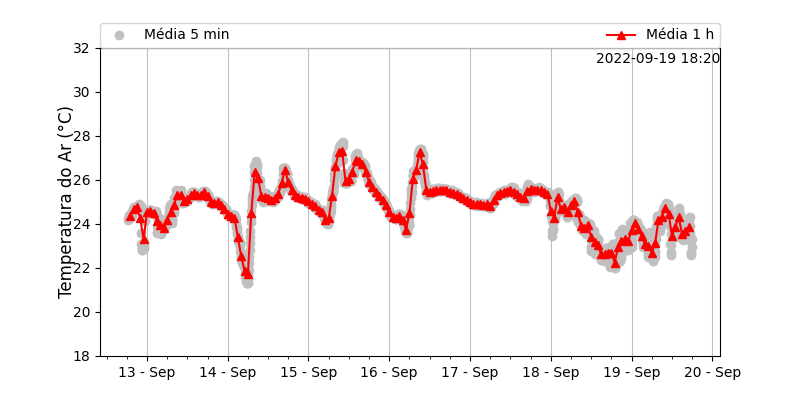 Média 5 min
Média 1 h
2022-09-19 18:20
Temperatura do Ar (°C)
32
30
28
26
24
22
20
18
13 - Sep
14 - Sep
15 - Sep
16 - Sep
17 - Sep
18 - Sep
19 - Sep
20 - Sep